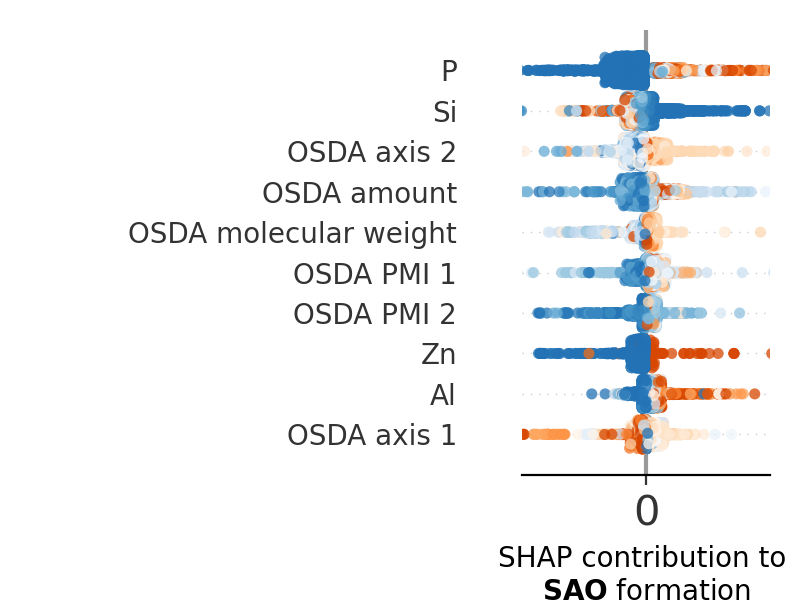 P
Si
OSDA axis 2
OSDA amount
OSDA molecular weight
OSDA PMI 1
OSDA PMI 2
Zn
Al
OSDA axis 1
0
SHAP contribution to
SAO formation